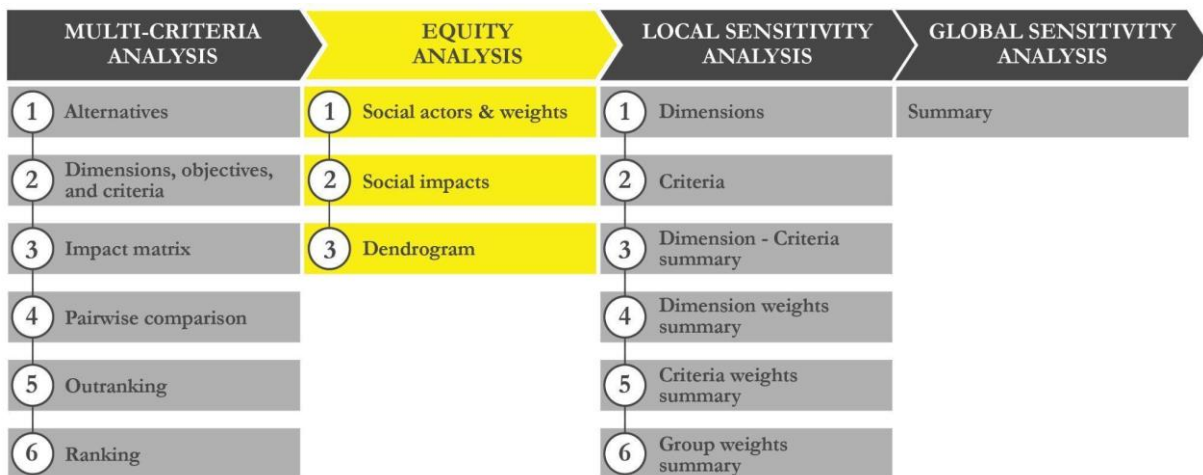 MULTI-CRITERIA
ANALYSIS
EQUITY
ANALYSIS
LOCAL SENSITIVITY
ANALYSIS
GLOBAL SENSITIVITY
ANALYSIS
1 Alternatives
2 Dimensions, objectives,
and criteria
3 Impact matrix
4 Pairwise comparison
5 Outranking
6 Ranking
1 Social actors & weights
2 Social impacts
3 Dendrogram
1 Dimensions
2 Criteria
3 Dimension - Criteria
summary
4 Dimension weights
summary
5 Criteria weights
summary
6 Group weights
summary
Summary